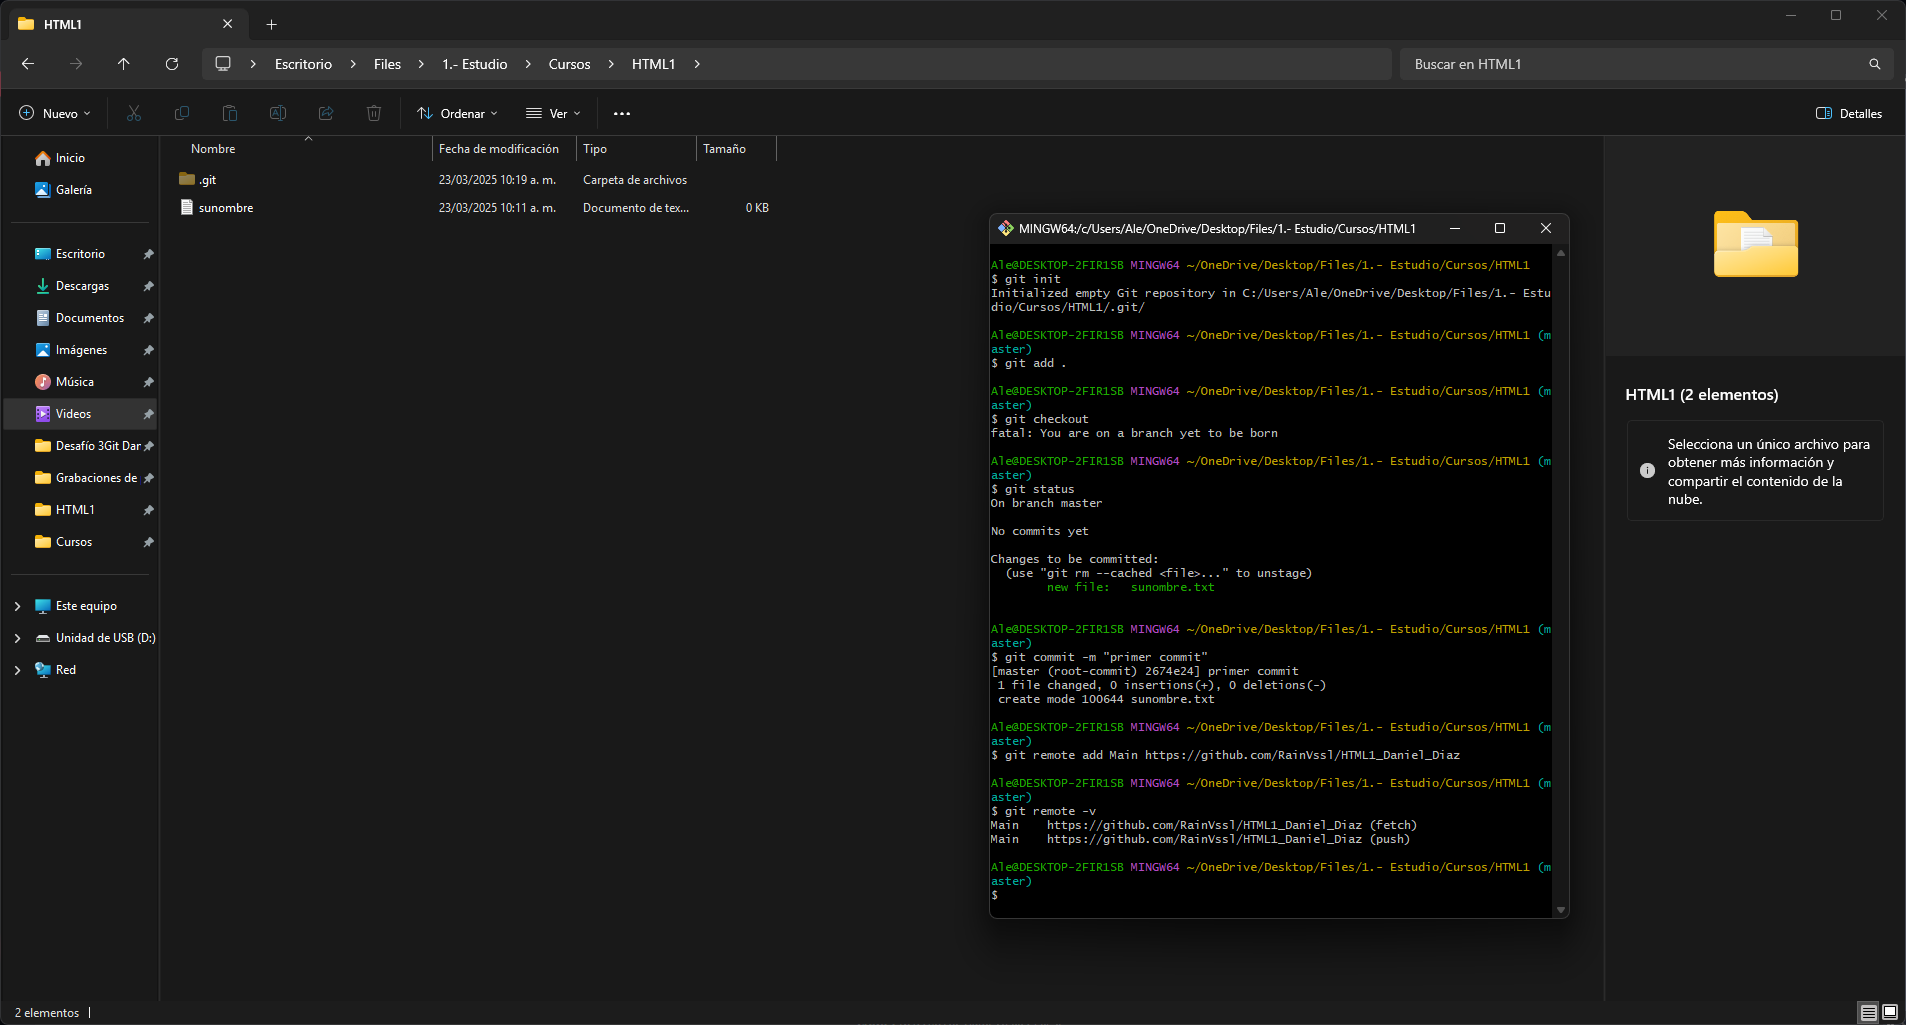 HTML1
Escritorio > Files > 1.- Estudio > Cursos > HTML1 >
Buscar en HTML1
Nuevo
Ordenar
Ver
Detalles
Inicio
Galería
Escritorio
Descargas
Documentos
Imágenes
Música
Videos
Desafío 3Git Dar
Grabaciones de
HTML1
Cursos
Este equipo
Unidad de USB (D:)
Red
Nombre Fecha de modificación Tipo Tamaño
.git 23/03/2025 10:19 a. m. Carpeta de archivos
sunombre 23/03/2025 10:11 a. m. Documento de tex... 0 KB
MINGW64:/c/Users/Ale/OneDrive/Desktop/Files/1.- Estudio/Cursos/HTML1
Ale@DESKTOP-2FIR1SB MINGW64 ~/OneDrive/Desktop/Files/1.- Estudio/Cursos/HTML1
$ git init
Initialized empty Git repository in C:/Users/Ale/OneDrive/Desktop/Files/1.- Estu
dio/Cursos/HTML1/.git/
Ale@DESKTOP-2FIR1SB MINGW64 ~/OneDrive/Desktop/Files/1.- Estudio/Cursos/HTML1 (m
aster)
$ git add .
Ale@DESKTOP-2FIR1SB MINGW64 ~/OneDrive/Desktop/Files/1.- Estudio/Cursos/HTML1 (m
aster)
$ git checkout
fatal: You are on a branch yet to be born
Ale@DESKTOP-2FIR1SB MINGW64 ~/OneDrive/Desktop/Files/1.- Estudio/Cursos/HTML1 (m
aster)
$ git status
On branch master
No commits yet
Changes to be committed:
(use "git rm --cached <file>..." to unstage)
new file: sunombre.txt
Ale@DESKTOP-2FIR1SB MINGW64 ~/OneDrive/Desktop/Files/1.- Estudio/Cursos/HTML1 (m
aster)
$ git commit -m "primer commit"
[master (root-commit) 2674e24] primer commit
1 file changed, 0 insertions(+), 0 deletions(-)
create mode 100644 sunombre.txt
Ale@DESKTOP-2FIR1SB MINGW64 ~/OneDrive/Desktop/Files/1.- Estudio/Cursos/HTML1 (m
aster)
$ git remote add Main https://github.com/RainVssl/HTML1_Daniel_Diaz
Ale@DESKTOP-2FIR1SB MINGW64 ~/OneDrive/Desktop/Files/1.- Estudio/Cursos/HTML1 (m
aster)
$ git remote -v
Main https://github.com/RainVssl/HTML1_Daniel_Diaz (fetch)
Main https://github.com/RainVssl/HTML1_Daniel_Diaz (push)
Ale@DESKTOP-2FIR1SB MINGW64 ~/OneDrive/Desktop/Files/1.- Estudio/Cursos/HTML1 (m
aster)
$
HTML1 (2 elementos)
Selecciona un único archivo para
obtener más información y
compartir el contenido de la
nube.
2 elementos